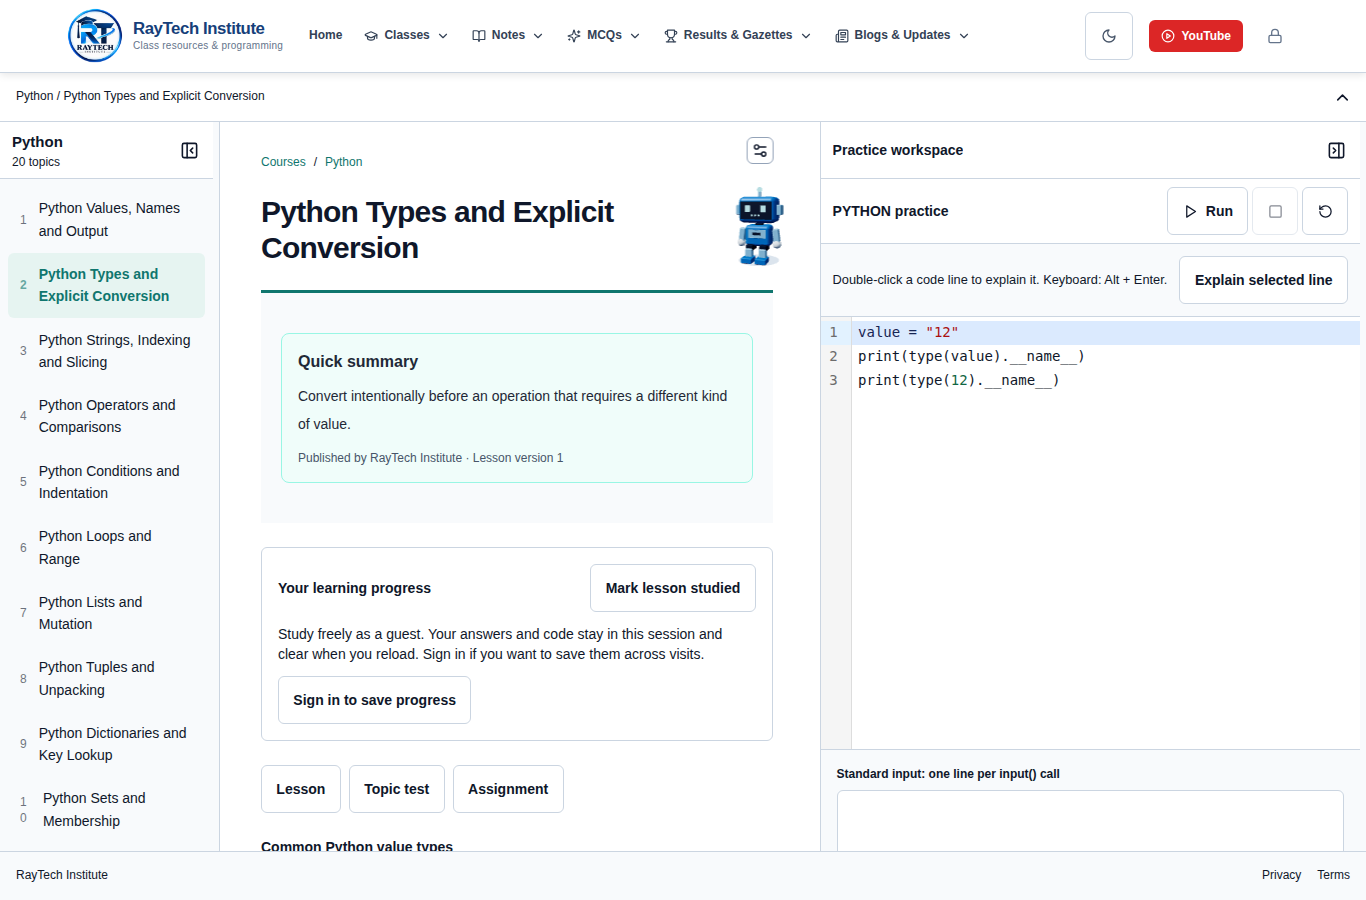 RT
RAYTECH
RayTech Institute
Class resources & programming
Home
Classes
Notes
MCQs
Results & Gazettes
Blogs & Updates
YouTube
Python / Python Types and Explicit Conversion
Python
20 topics
1
Python Values, Names
and Output
2
Python Types and
Explicit Conversion
3
Python Strings, Indexing
and Slicing
4
Python Operators and
Comparisons
5
Python Conditions and
Indentation
6
Python Loops and
Range
7
Python Lists and
Mutation
8
Python Tuples and
Unpacking
9
Python Dictionaries and
Key Lookup
10
Python Sets and
Membership
Courses / Python
Python Types and Explicit
Conversion
Quick summary
Convert intentionally before an operation that requires a different kind
of value.
Published by RayTech Institute · Lesson version 1
Your learning progress
Mark lesson studied
Study freely as a guest. Your answers and code stay in this session and
clear when you reload. Sign in if you want to save them across visits.
Sign in to save progress
Lesson
Topic test
Assignment
Common Python value types
Practice workspace
PYTHON practice
Run
Double-click a code line to explain it. Keyboard: Alt + Enter.
Explain selected line
1 value = "12"
2 print(type(value).__name__)
3 print(type(12).__name__)
Standard input: one line per input() call
RayTech Institute
Privacy
Terms